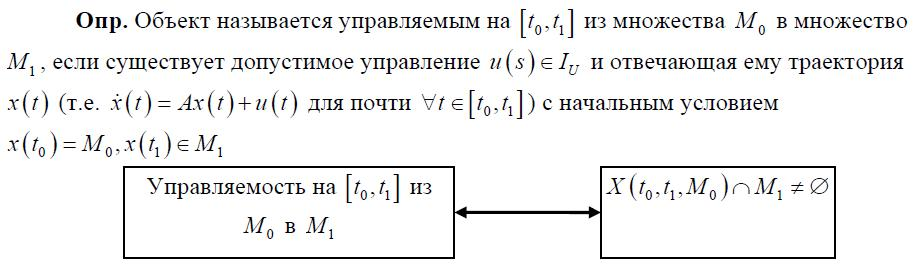 Опр. Объект называется управляемым на [t₀,t₁] из множества M₀ в множество
M₁, если существует допустимое управление u(s)∈I_U и отвечающая ему траектория
x(t) (т.е. ẋ(t)=Ax(t)+u(t) для почти ∀t∈[t₀,t₁]) с начальным условием
x(t₀)=M₀, x(t₁)∈M₁
Управляемость на [t₀,t₁] из
M₀ в M₁
X(t₀,t₁,M₀)∩M₁≠∅